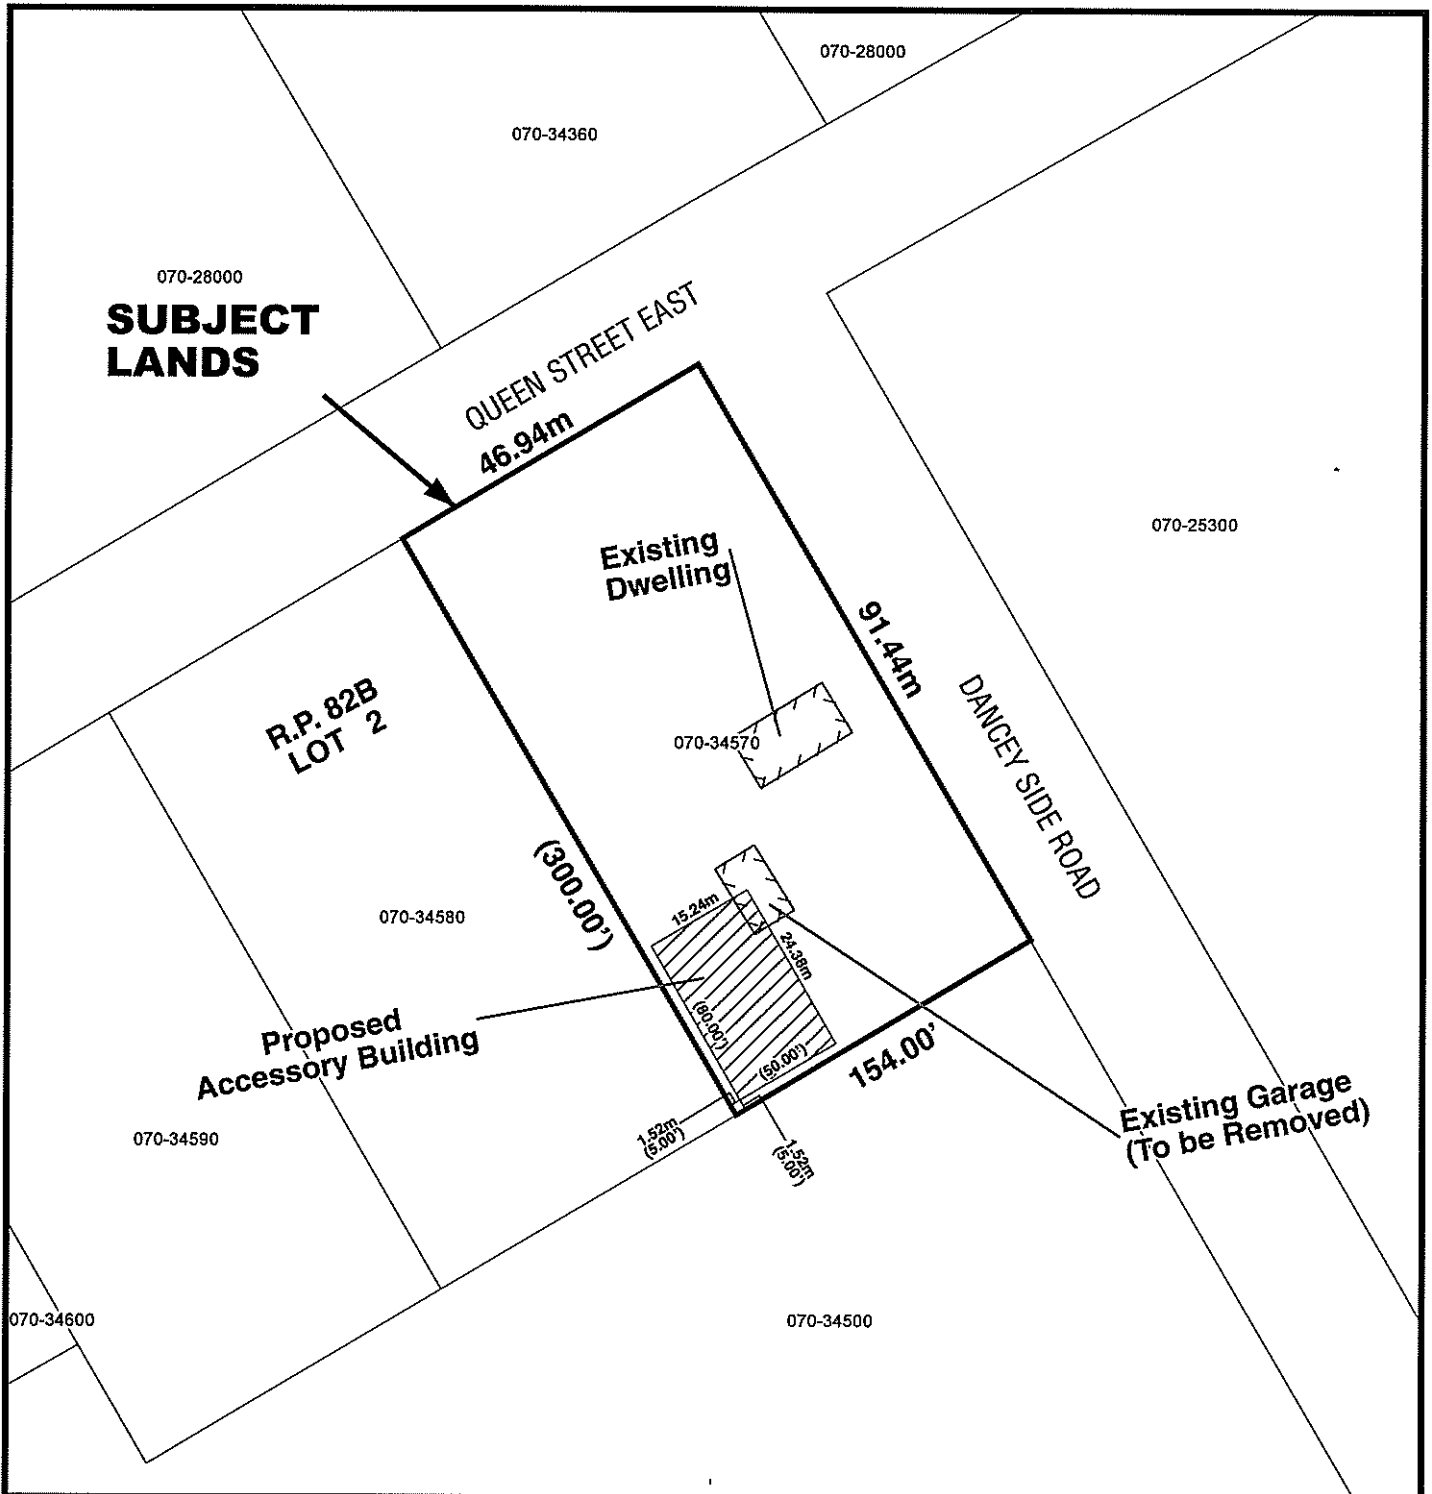 070-28000
070-34360
070-28000
SUBJECT
LANDS
QUEEN STREET EAST
46.94m
070-25300
Existing
Dwelling
91.44m
R.P. 82B
LOT 2
070-34570
DANCEY SIDE ROAD
(300.00')
070-34580
15.24m
24.38m
(80.00')
(50.00')
Proposed
Accessory Building
154.00'
Existing Garage
(To be Removed)
070-34590
1.52m
(5.00')
1.52m
(5.00')
070-34600
070-34500